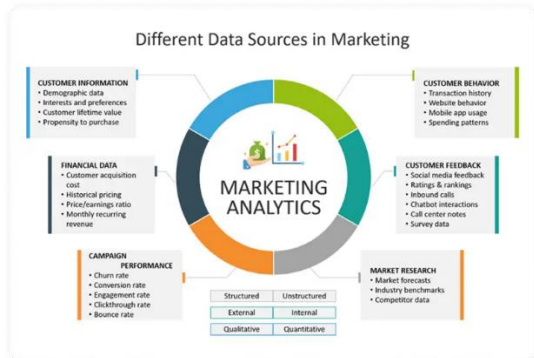 Different Data Sources in Marketing
CUSTOMER INFORMATION
• Demographic data
• Interests and preferences
• Customer lifetime value
• Propensity to purchase
FINANCIAL DATA
• Customer acquisition
cost
• Historical pricing
• Price/earnings ratio
• Monthly recurring
revenue
CAMPAIGN
PERFORMANCE
• Churn rate
• Conversion rate
• Engagement rate
• Clickthrough rate
• Bounce rate
MARKETING
ANALYTICS
CUSTOMER BEHAVIOR
• Transaction history
• Website behavior
• Mobile app usage
• Spending patterns
CUSTOMER FEEDBACK
• Social media feedback
• Ratings & rankings
• Inbound calls
• Chatbot interactions
• Call center notes
• Survey data
MARKET RESEARCH
• Market forecasts
• Industry benchmarks
• Competitor data
Structured Unstructured
External Internal
Qualitative Quantitative